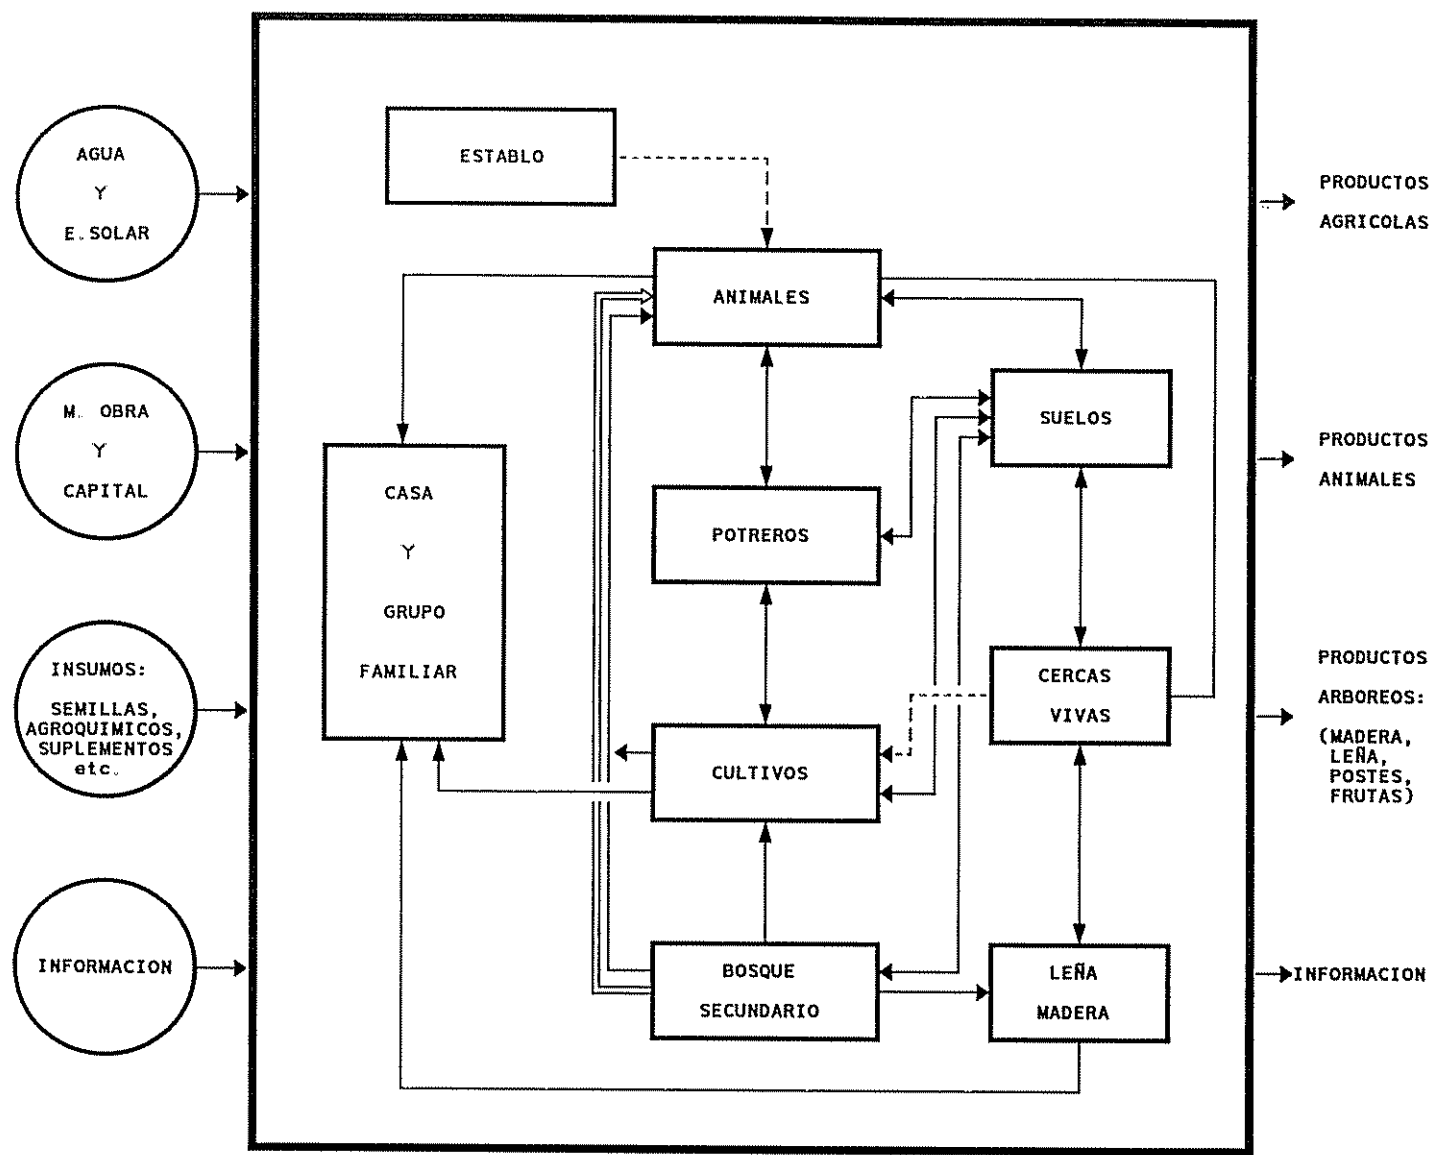 AGUA
Y
E.SOLAR
M. OBRA
Y
CAPITAL
INSUMOS:
SEMILLAS,
AGROQUIMICOS,
SUPLEMENTOS
etc.
INFORMACION
ESTABLO
ANIMALES
SUELOS
CASA
Y
GRUPO
FAMILIAR
POTREROS
CERCAS
VIVAS
CULTIVOS
BOSQUE
SECUNDARIO
LEÑA
MADERA
PRODUCTOS
AGRICOLAS
PRODUCTOS
ANIMALES
PRODUCTOS
ARBOREOS:
(MADERA,
LEÑA,
POSTES,
FRUTAS)
INFORMACION